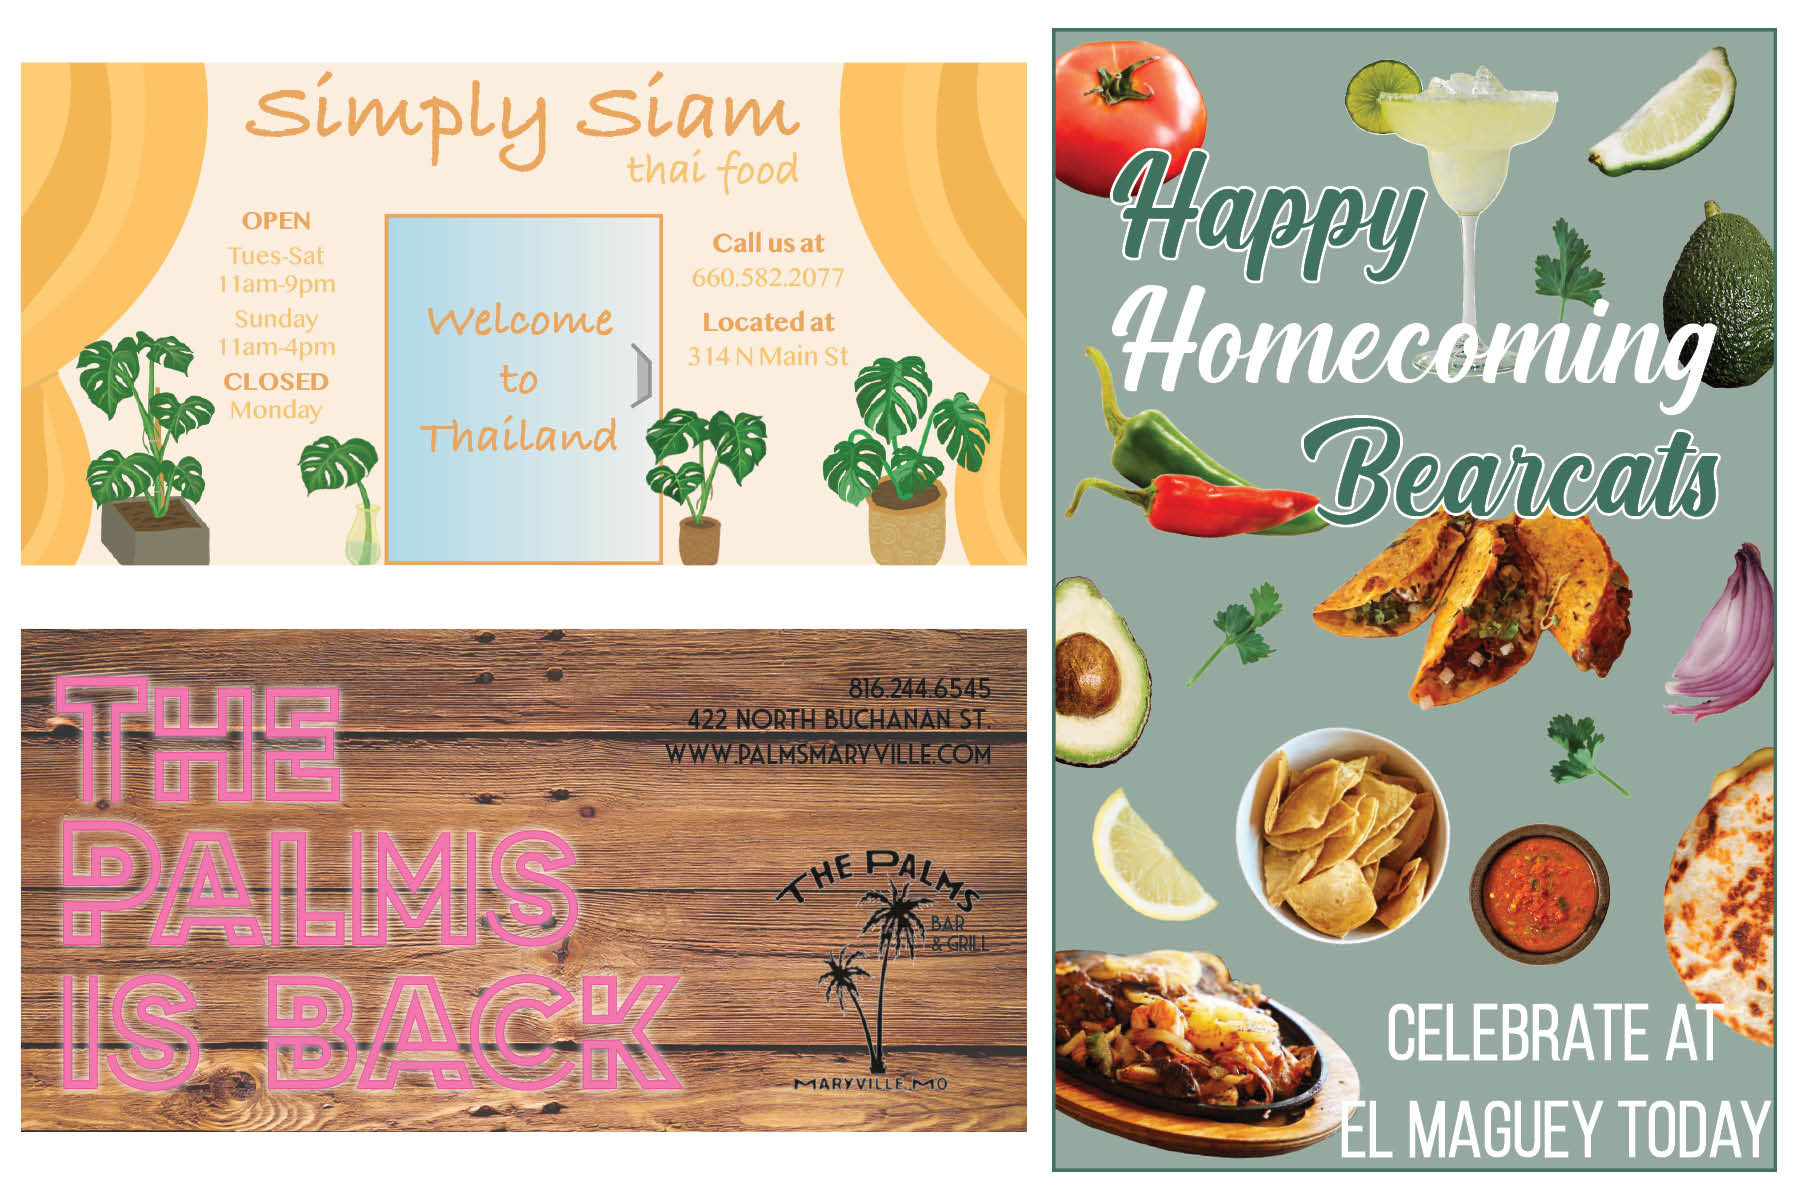 Simply Siam
thai food
OPEN
Tues-Sat
11am-9pm
Sunday
11am-4pm
CLOSED
Monday
Welcome
to
Thailand
Call us at
660.582.2077
Located at
314 N Main St
THE
PALMS
IS BACK
816.244.6545
422 NORTH BUCHANAN ST.
WWW.PALMSMARYVILLE.COM
THE PALMS
BAR
& GRILL
MARYVILLE, MO
Happy
Homecoming
Bearcats
CELEBRATE AT
EL MAGUEY TODAY